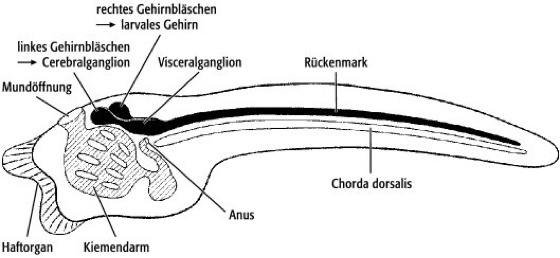 rechtes Gehirnbläschen
→ larvales Gehirn
linkes Gehirnbläschen
→ Cerebralganglion
Visceralganglion
Rückenmark
Mundöffnung
Chorda dorsalis
Anus
Haftorgan
Kiemendarm